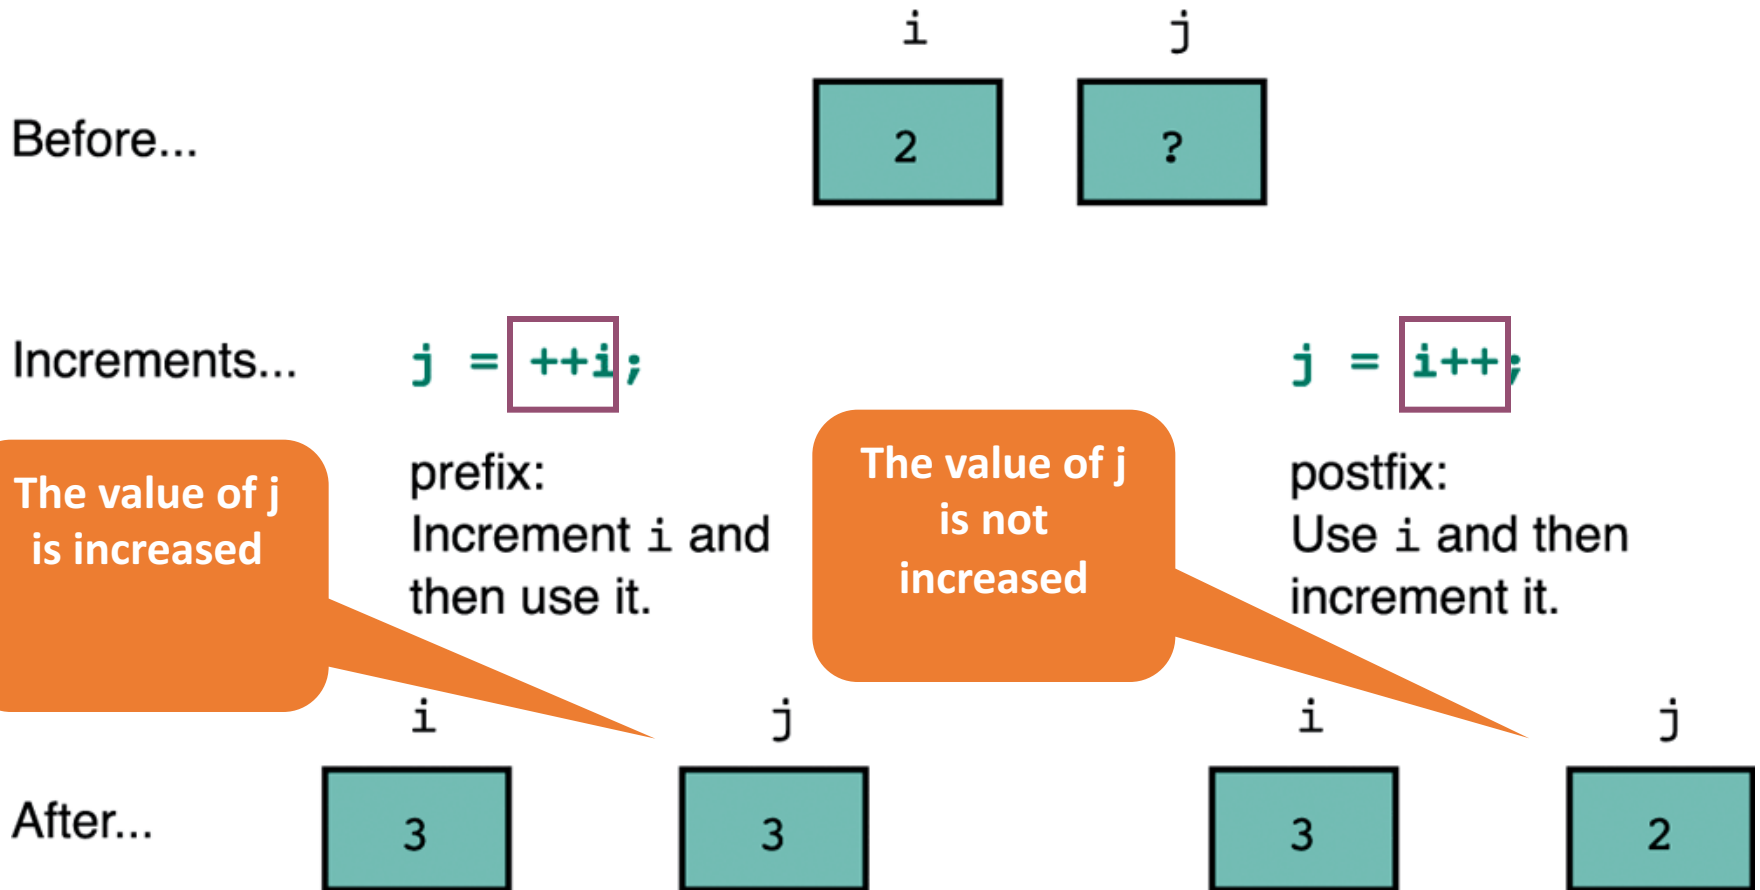 i j
Before...
2 ?
Increments...
j = ++i;
j = i++;
The value of j
is increased
prefix:
Increment i and
then use it.
The value of j
is not
increased
postfix:
Use i and then
increment it.
i j i j
After...
3 3 3 2